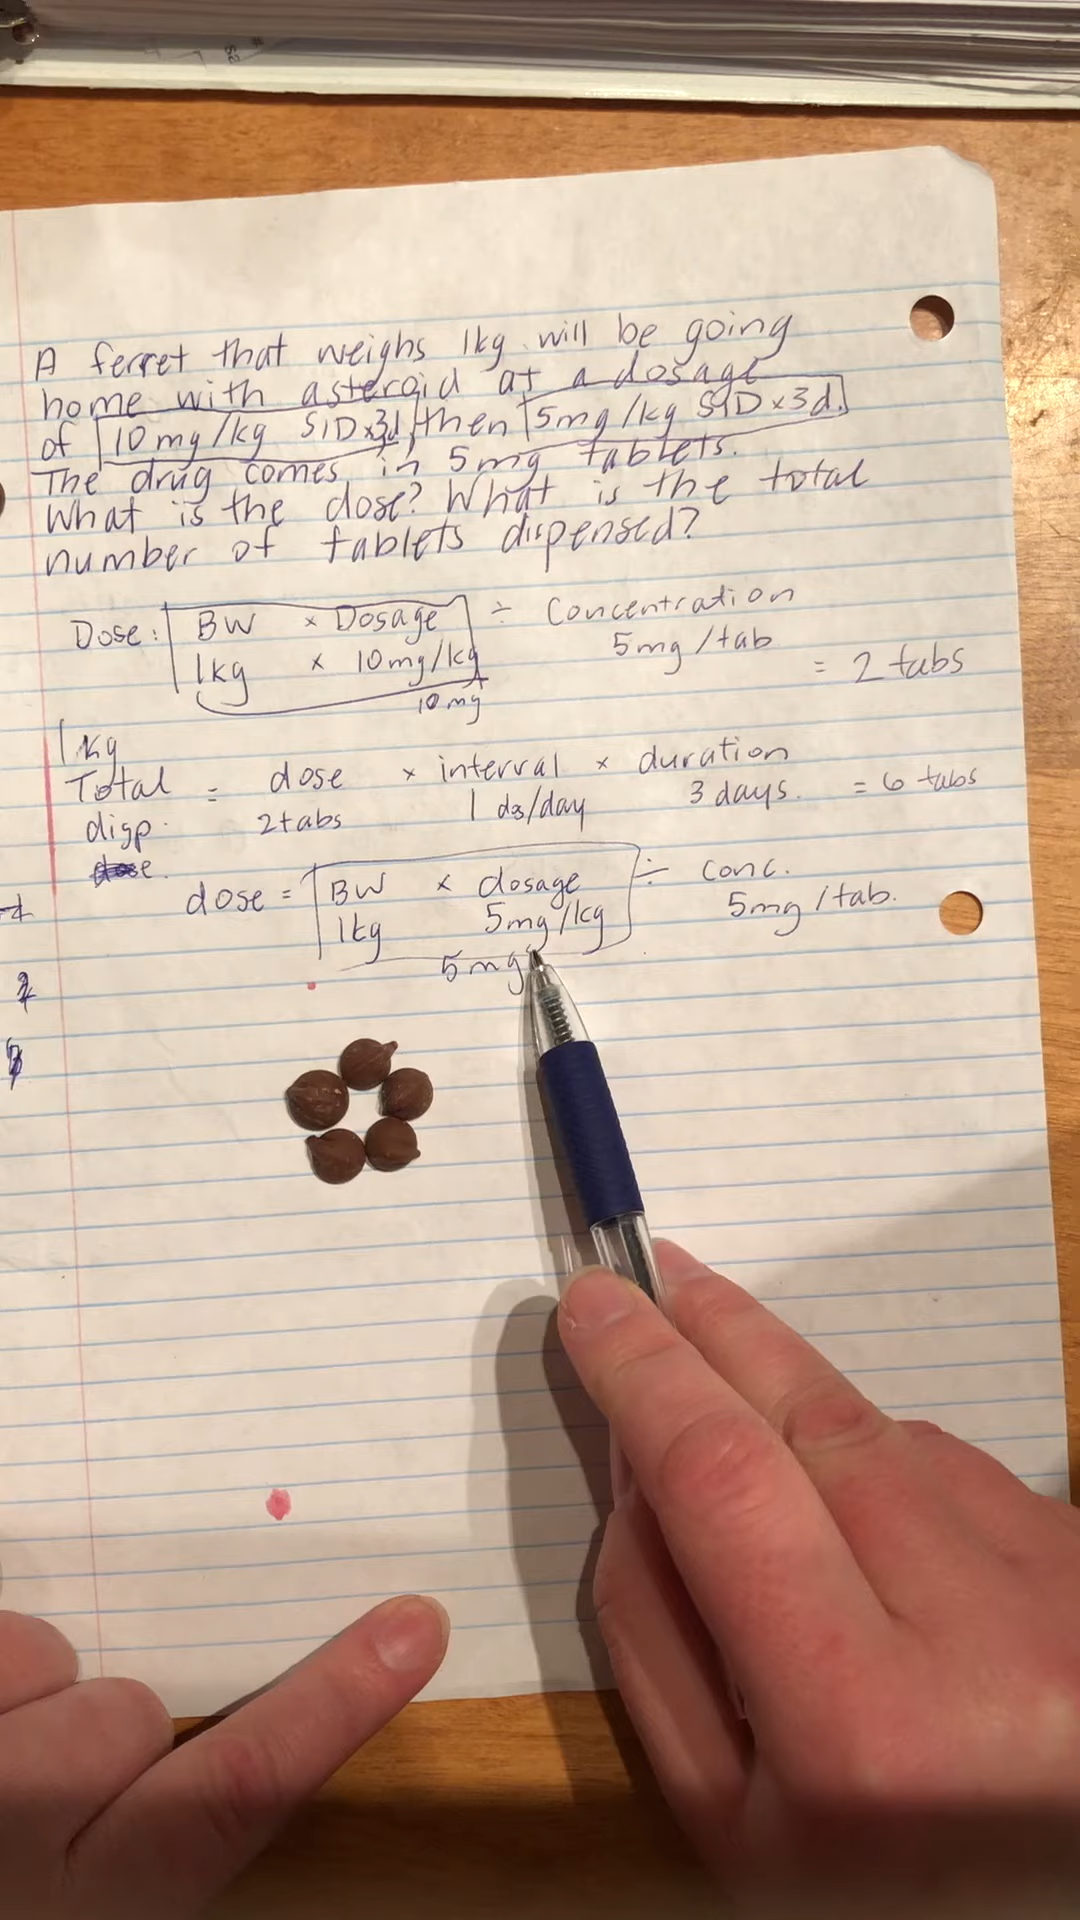 A ferret that weighs 1kg will be going
home with asteroid at a dosage
of 10mg/kg SID x3d, then 5mg/kg SID x 3d.
The drug comes in 5mg tablets.
What is the dose? What is the total
number of tablets dispensed?
Dose: BW x Dosage ÷ Concentration
1kg x 10mg/kg 5mg/tab = 2 tabs
10mg
1kg
Total = dose x interval x duration
disp. 2tabs 1 ds/day 3 days. = 6 tabs
dose = BW x dosage ÷ conc.
1kg 5mg/kg 5mg/tab.
5mg